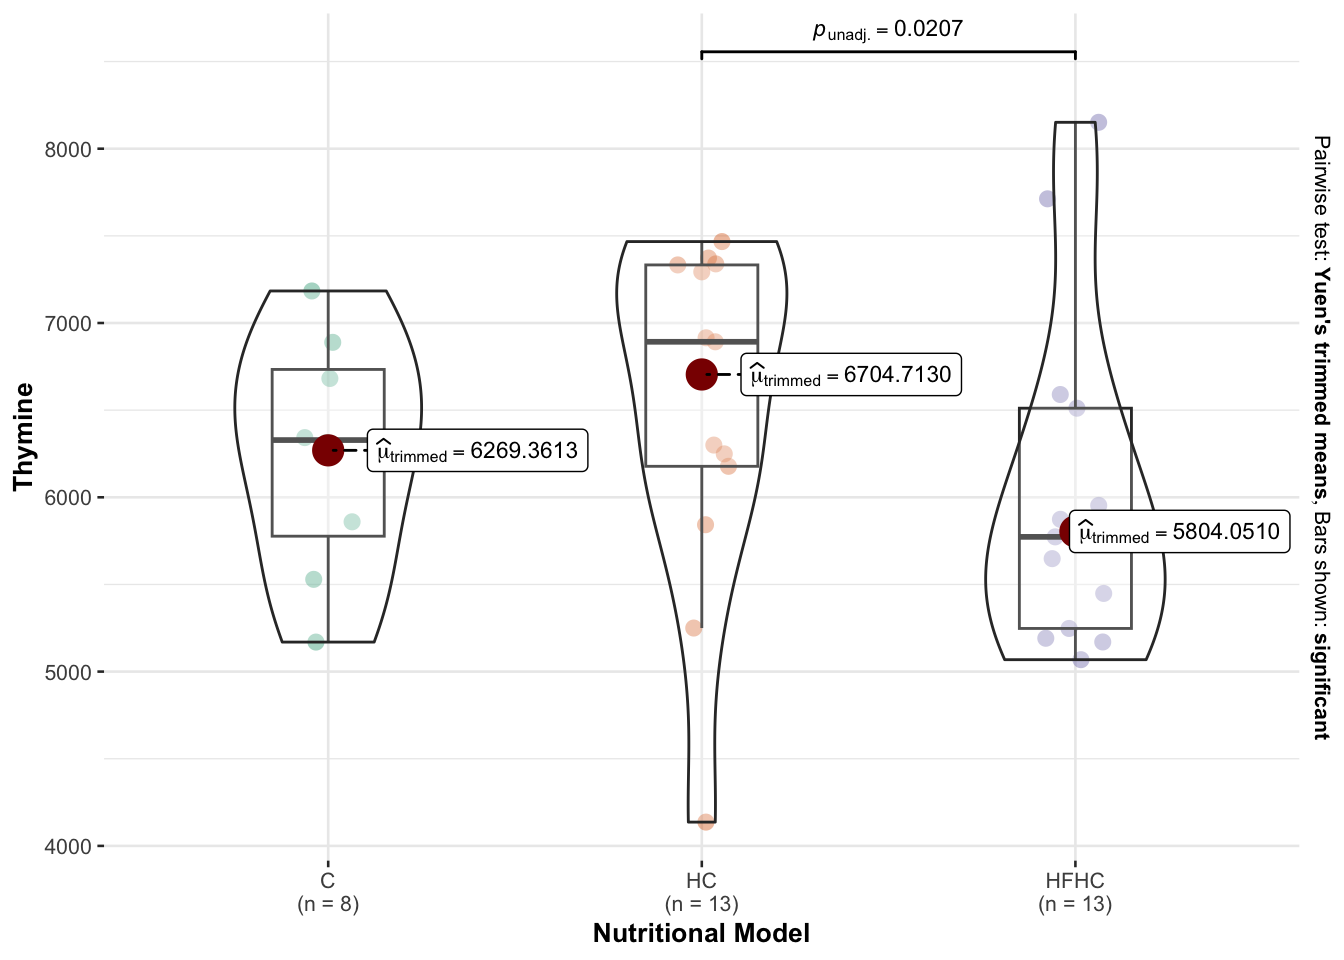 p unadj. = 0.0207
8000
7000
6000
5000
4000
Thymine
μ̂ trimmed = 6269.3613
μ̂ trimmed = 6704.7130
μ̂ trimmed = 5804.0510
C
(n = 8)
HC
(n = 13)
HFHC
(n = 13)
Nutritional Model
Pairwise test: Yuen's trimmed means, Bars shown: significant